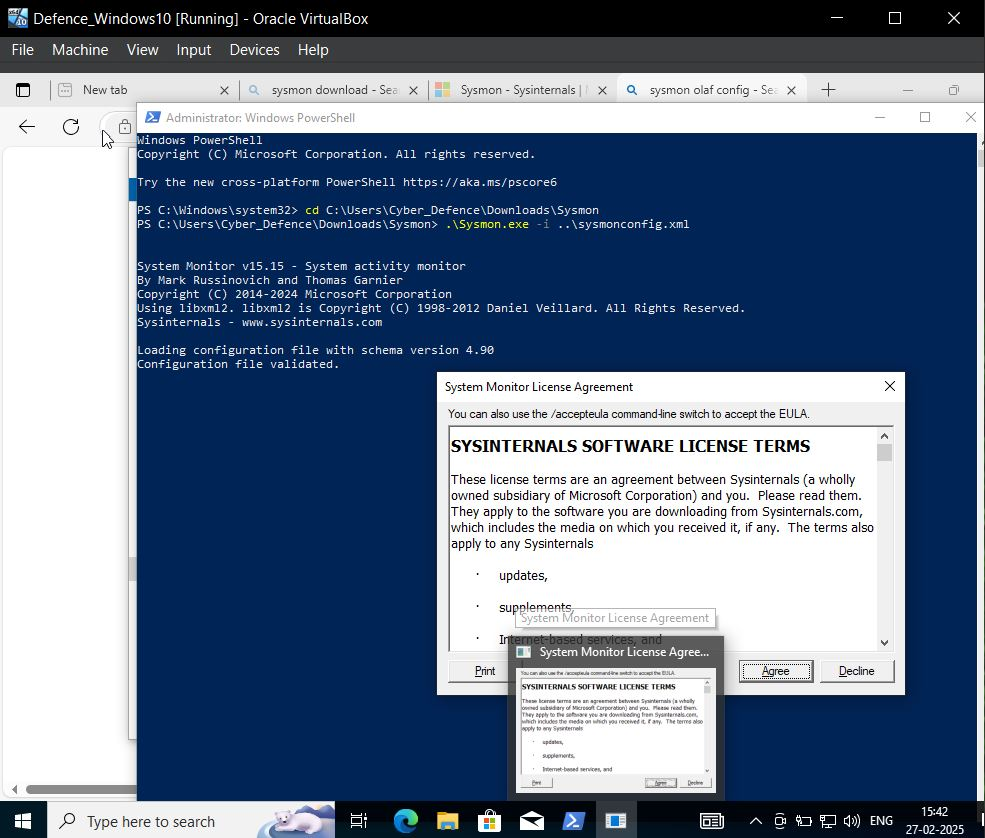 Defence_Windows10 [Running] - Oracle VirtualBox
File Machine View Input Devices Help
New tab
sysmon download - Sea
Sysmon - Sysinternals |
sysmon olaf config - Sea
Administrator: Windows PowerShell
Windows PowerShell
Copyright (C) Microsoft Corporation. All rights reserved.
Try the new cross-platform PowerShell https://aka.ms/pscore6
PS C:\Windows\system32> cd C:\Users\Cyber_Defence\Downloads\Sysmon
PS C:\Users\Cyber_Defence\Downloads\Sysmon> .\Sysmon.exe -i ..\sysmonconfig.xml
System Monitor v15.15 - System activity monitor
By Mark Russinovich and Thomas Garnier
Copyright (C) 2014-2024 Microsoft Corporation
Using libxml2. libxml2 is Copyright (C) 1998-2012 Daniel Veillard. All Rights Reserved.
Sysinternals - www.sysinternals.com
Loading configuration file with schema version 4.90
Configuration file validated.
System Monitor License Agreement
You can also use the /accepteula command-line switch to accept the EULA.
SYSINTERNALS SOFTWARE LICENSE TERMS
These license terms are an agreement between Sysinternals (a wholly
owned subsidiary of Microsoft Corporation) and you. Please read them.
They apply to the software you are downloading from Sysinternals.com,
which includes the media on which you received it, if any. The terms also
apply to any Sysinternals
· updates,
· supplements,
System Monitor License Agreement
· Internet-based services, and
Print
Agree
Decline
System Monitor License Agree...
You can also use the /accepteula command-line switch to accept the EULA.
SYSINTERNALS SOFTWARE LICENSE TERMS
These license terms are an agreement between Sysinternals (a wholly
owned subsidiary of Microsoft Corporation) and you. Please read them.
They apply to the software you are downloading from Sysinternals.com,
which includes the media on which you received it, if any. The terms also
apply to any Sysinternals
· updates,
· supplements,
· Internet-based services, and
Print
Agree
Decline
Type here to search
ENG
15:42
27-02-2025